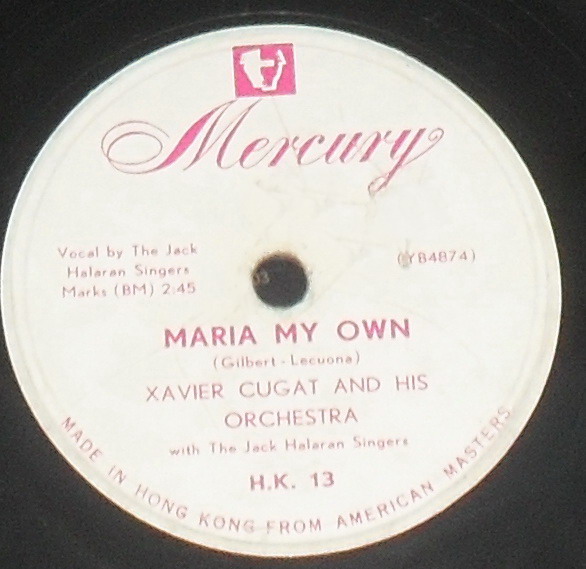 Mercury
Vocal by The Jack
Halaran Singers
Marks (BM) 2:45
(YB4874)
MARIA MY OWN
(Gilbert - Lecuona)
XAVIER CUGAT AND HIS
ORCHESTRA
with The Jack Halaran Singers
H.K. 13
MADE IN HONG KONG FROM AMERICAN MASTERS